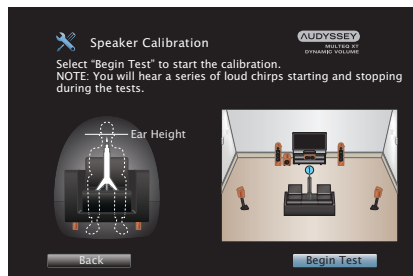 Speaker Calibration
AUDYSSEY
MULTEQ XT
DYNAMIC VOLUME
Select “Begin Test” to start the calibration.
NOTE: You will hear a series of loud chirps starting and stopping
during the tests.
Ear Height
1
Back
Begin Test